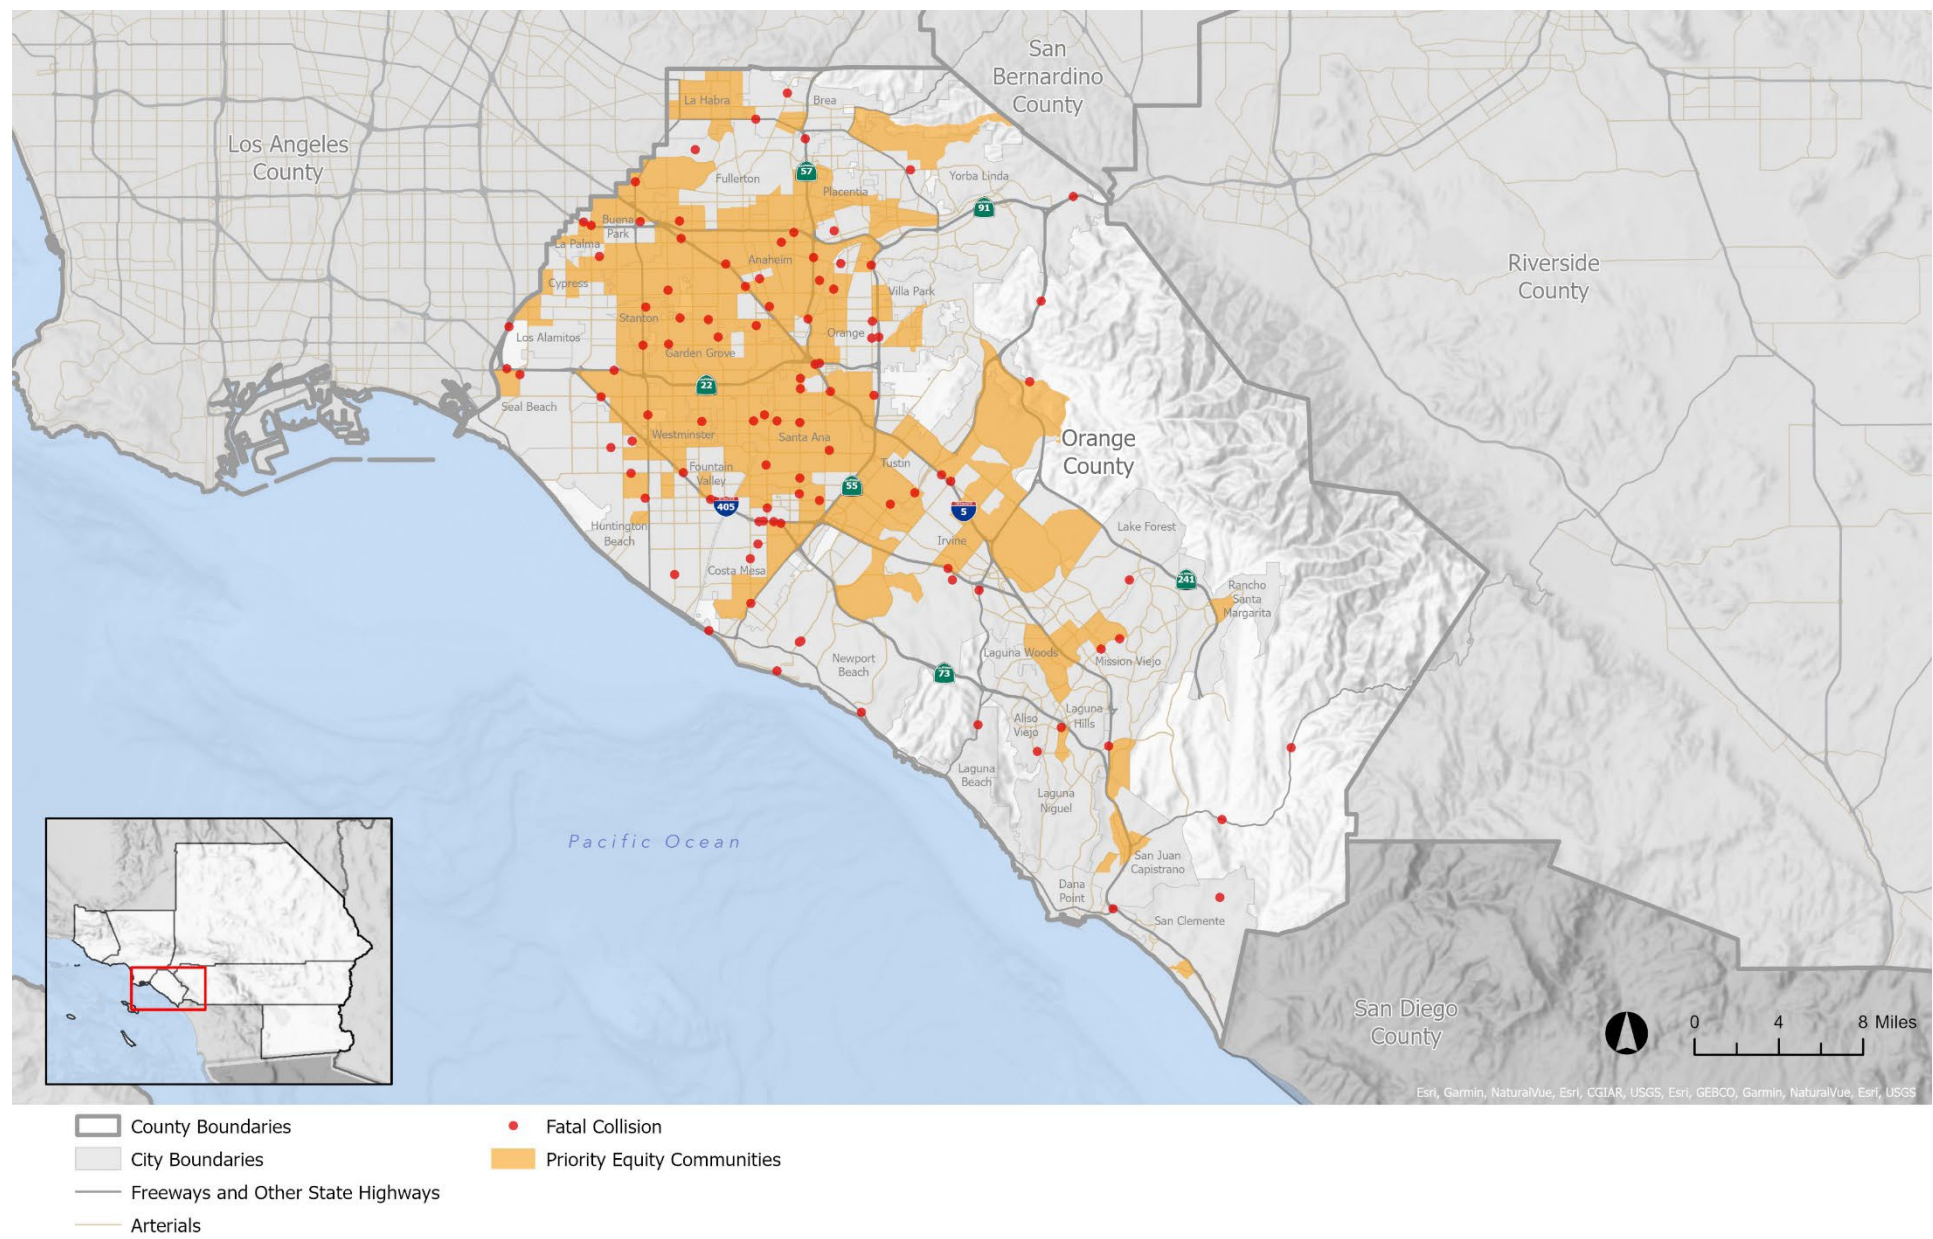 San
Bernardino
County
La Habra
Brea
Los Angeles
County
57
Fullerton
Placentia
Yorba Linda
91
Buena
Park
La Palma
Anaheim
Riverside
County
Cypress
Villa Park
Stanton
Orange
Los Alamitos
Garden Grove
22
Seal Beach
Westminster
Santa Ana
Orange
County
Tustin
Fountain
Valley
55
405
5
Huntington
Beach
Lake Forest
Irvine
Costa Mesa
241
Rancho
Santa
Margarita
Laguna Woods
Newport
Beach
Mission Viejo
73
Laguna
Hills
Aliso
Viejo
Laguna
Beach
Laguna
Niguel
Pacific Ocean
San Juan
Capistrano
Dana
Point
San Clemente
San Diego
County
0 4 8 Miles
Esri, Garmin, NaturalVue, Esri, CGIAR, USGS, Esri, GEBCO, Garmin, NaturalVue, Esri, USGS
County Boundaries
Fatal Collision
City Boundaries
Priority Equity Communities
Freeways and Other State Highways
Arterials